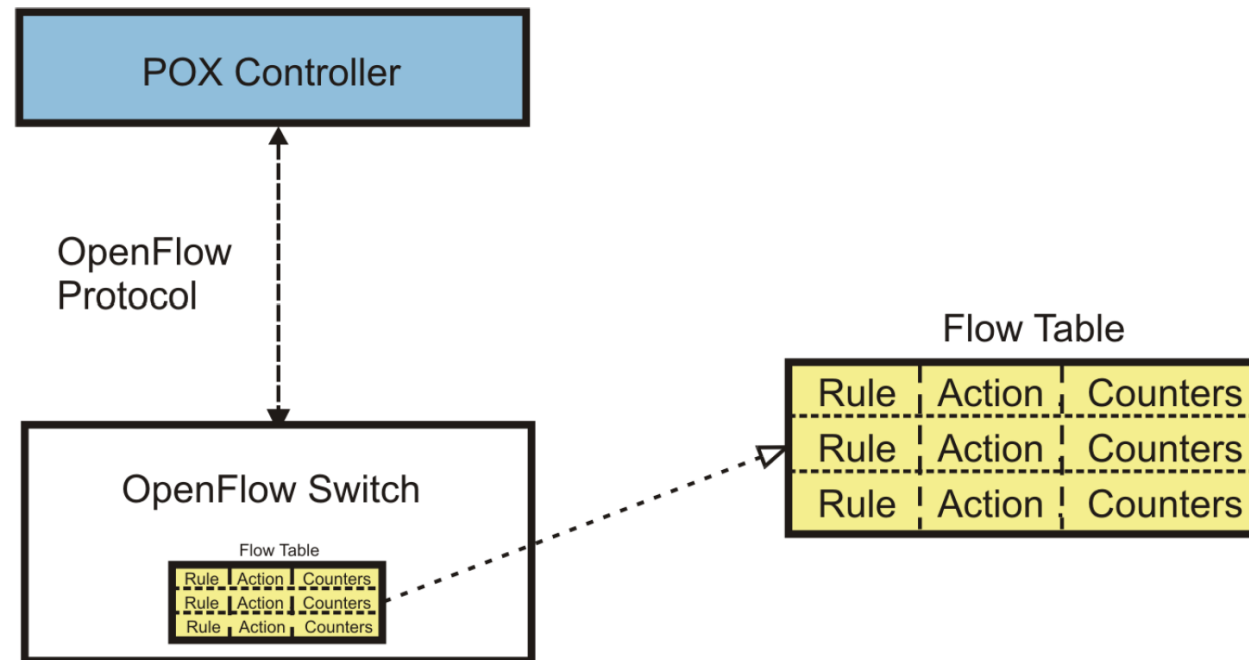 POX Controller
OpenFlow
Protocol
Flow Table
Rule Action Counters
Rule Action Counters
Rule Action Counters
OpenFlow Switch
Flow Table
Rule Action Counters
Rule Action Counters
Rule Action Counters